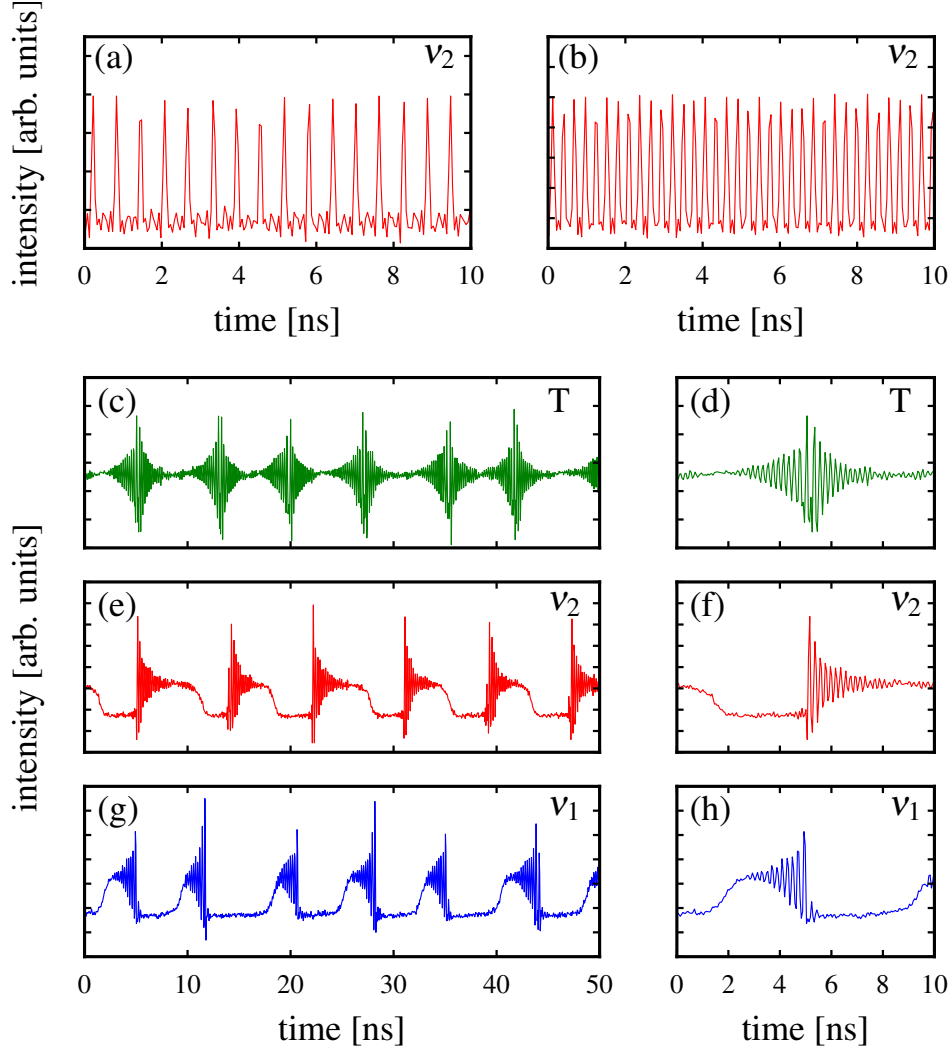 (a) ν2 (b) ν2
intensity [arb. units]
0 2 4 6 8 10 0 2 4 6 8 10
time [ns] time [ns]
(c) T (d) T
(e) ν2 (f) ν2
intensity [arb. units]
(g) ν1 (h) ν1
0 10 20 30 40 50 0 2 4 6 8 10
time [ns] time [ns]